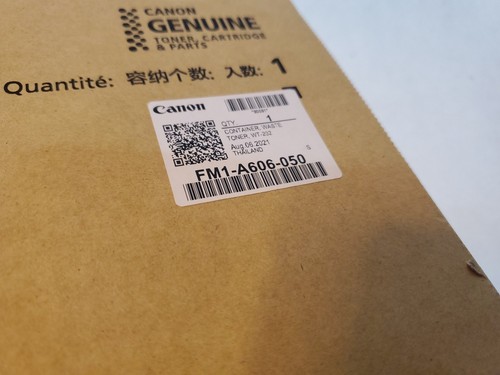 CANON
GENUINE
TONER, CARTRIDGE
& PARTS
Quantité: 容纳个数: 入数: 1
Canon
QTY 1
CONTAINER, WASTE
TONER, WT-202
Aug 06 2021
THAILAND S
FM1-A606-050